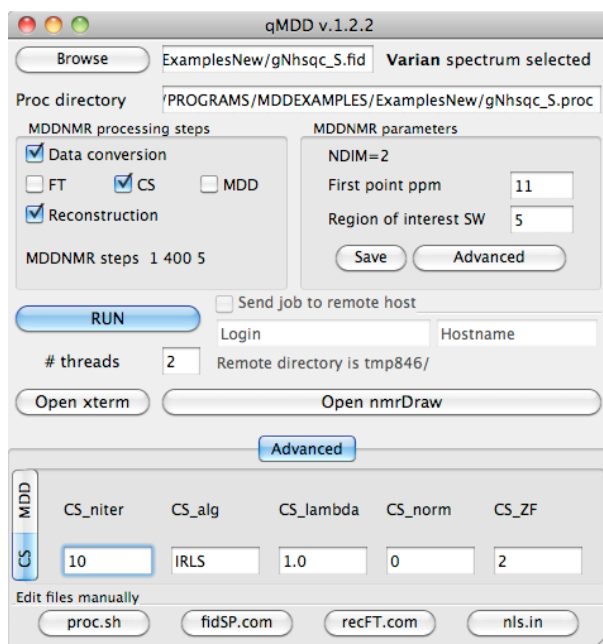 qMDD v.1.2.2
Browse ExamplesNew/gNhsqc_S.fid Varian spectrum selected
Proc directory /PROGRAMS/MDDEXAMPLES/ExamplesNew/gNhsqc_S.proc
MDDNMR processing steps MDDNMR parameters
Data conversion NDIM=2
FT CS MDD First point ppm 11
Reconstruction Region of interest SW 5
MDDNMR steps 1 400 5 Save Advanced
Send job to remote host
RUN
Login Hostname
# threads 2 Remote directory is tmp846/
Open xterm Open nmrDraw
Advanced
MDD
CS_niter CS_alg CS_lambda CS_norm CS_ZF
CS
10 IRLS 1.0 0 2
Edit files manually
proc.sh fidSP.com recFT.com nls.in